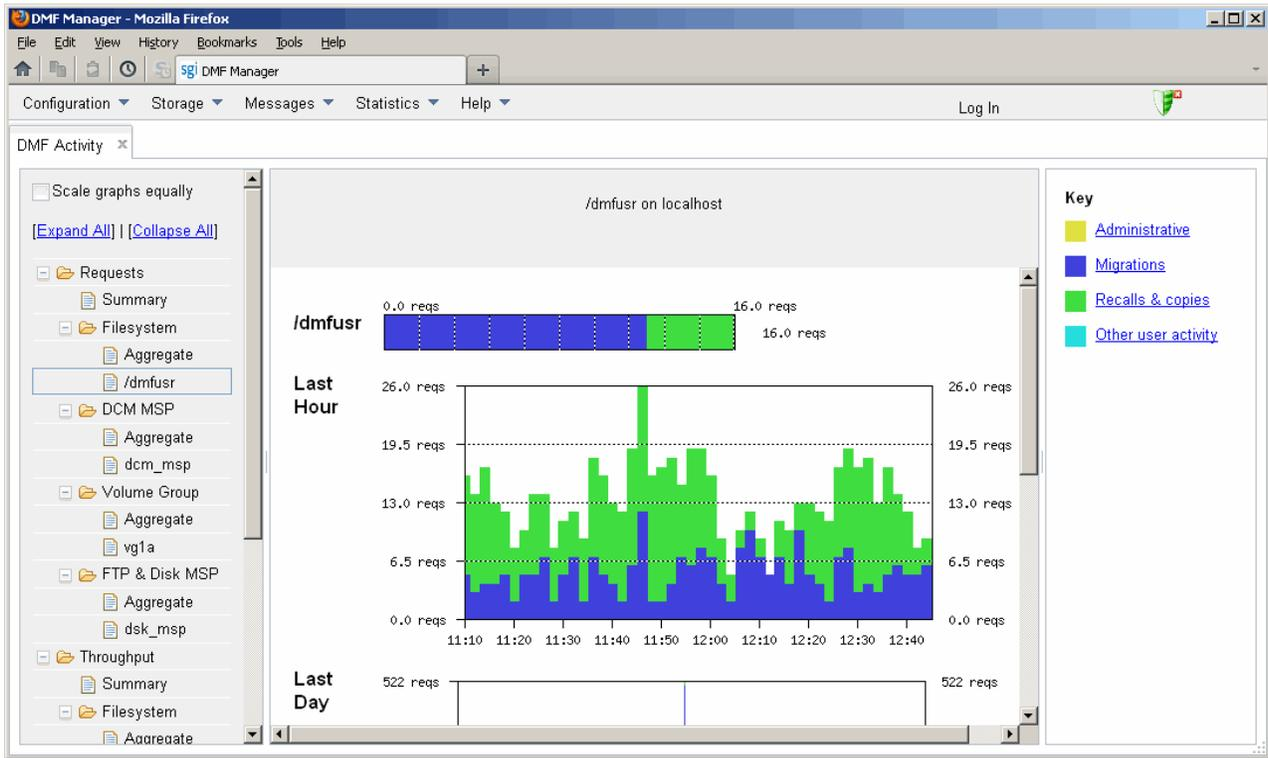 DMF Manager - Mozilla Firefox
File Edit View History Bookmarks Tools Help
sgi DMF Manager
Configuration Storage Messages Statistics Help Log In
DMF Activity
Scale graphs equally
[Expand All] | [Collapse All]
Requests
Summary
Filesystem
Aggregate
/dmfusr
DCM MSP
Aggregate
dcm_msp
Volume Group
Aggregate
vg1a
FTP & Disk MSP
Aggregate
dsk_msp
Throughput
Summary
Filesystem
Aggregate
/dmfusr on localhost
0.0 reqs 16.0 reqs
/dmfusr 16.0 reqs
Last
Hour
26.0 reqs 26.0 reqs
19.5 reqs 19.5 reqs
13.0 reqs 13.0 reqs
6.5 reqs 6.5 reqs
0.0 reqs 0.0 reqs
11:10 11:20 11:30 11:40 11:50 12:00 12:10 12:20 12:30 12:40
Last
Day
522 reqs 522 reqs
Key
Administrative
Migrations
Recalls & copies
Other user activity